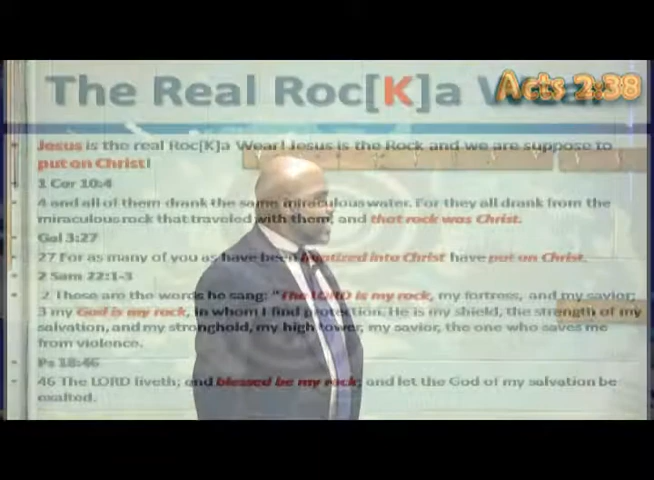 The Real Roc[K]a Wear
Acts 2:38
Jesus is the real Roc[K]a Wear! Jesus is the Rock and we are suppose to
put on Christ!
1 Cor 10:4
4 and all of them drank the same miraculous water. For they all drank from the
miraculous rock that traveled with them, and that rock was Christ.
Gal 3:27
27 For as many of you as have been baptized into Christ have put on Christ.
2 Sam 22:1-3
2 These are the words he sang: "The LORD is my rock, my fortress, and my savior;
3 my God is my rock, in whom I find protection. He is my shield, the strength of my
salvation, and my stronghold, my high tower, my savior, the one who saves me
from violence.
Ps 18:46
46 The LORD liveth; and blessed be my rock; and let the God of my salvation be
exalted.